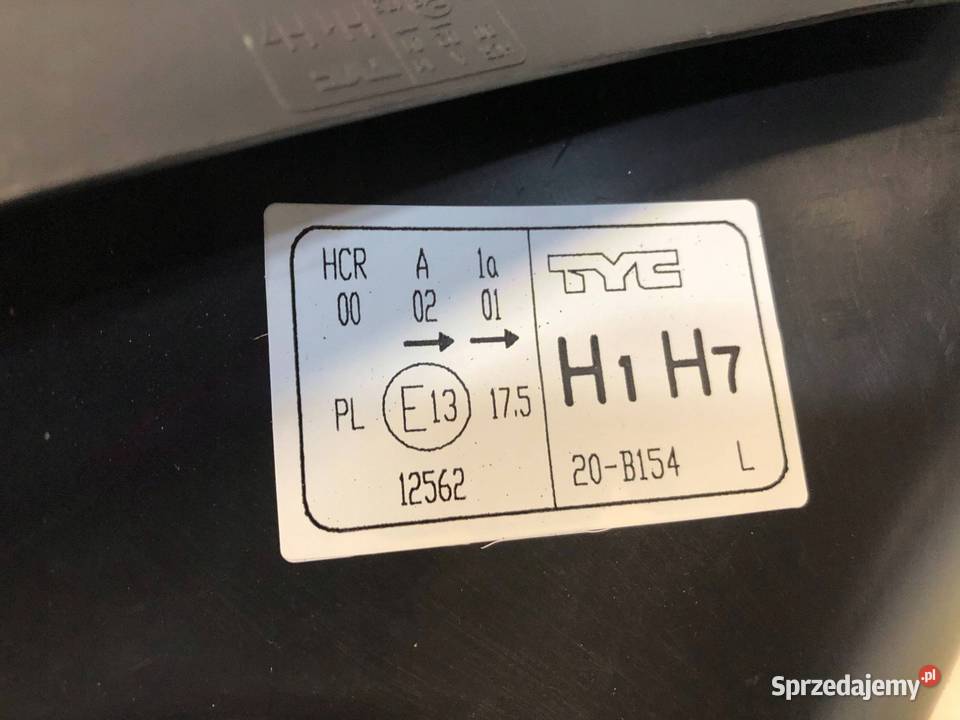 HCR A 1a
00 02 01
→ →
PL E13 17.5
12562
TYC
H1 H7
20-B154 L
Sprzedajemy.pl